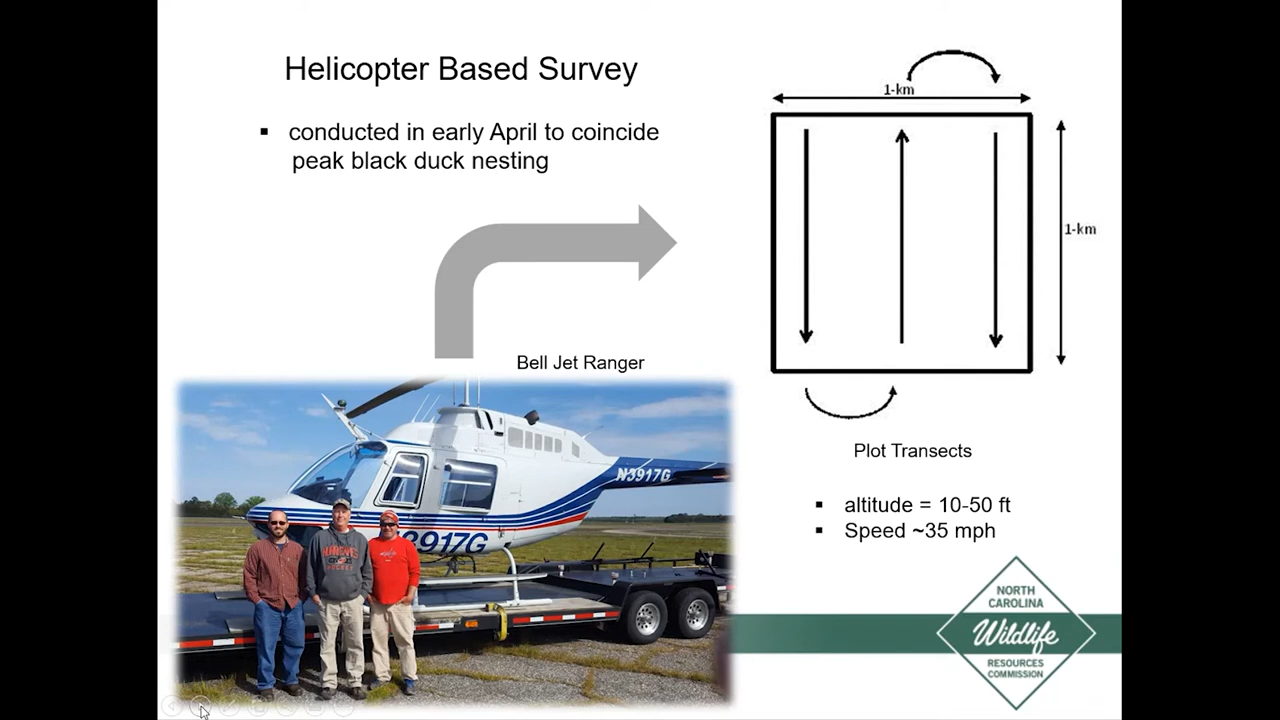 Helicopter Based Survey
▪ conducted in early April to coincide
peak black duck nesting
1-km
1-km
Bell Jet Ranger
N3917G
3917G
Plot Transects
▪ altitude = 10-50 ft
▪ Speed ~35 mph
NORTH
CAROLINA
Wildlife
RESOURCES
COMMISSION